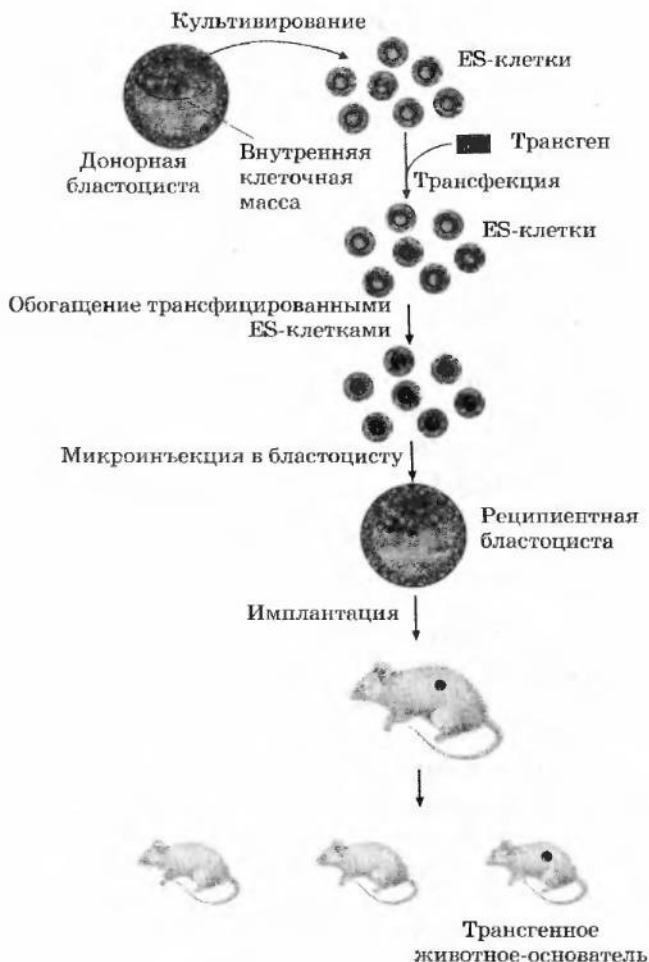 Культивирование
ES-клетки
Донорная
бластоциста
Внутренняя
клеточная
масса
Трансген
Трансфекция
ES-клетки
Обогащение трансфицированными
ES-клетками
Микроинъекция в бластоцисту
Реципиентная
бластоциста
Имплантация
Трансгенное
животное-основатель